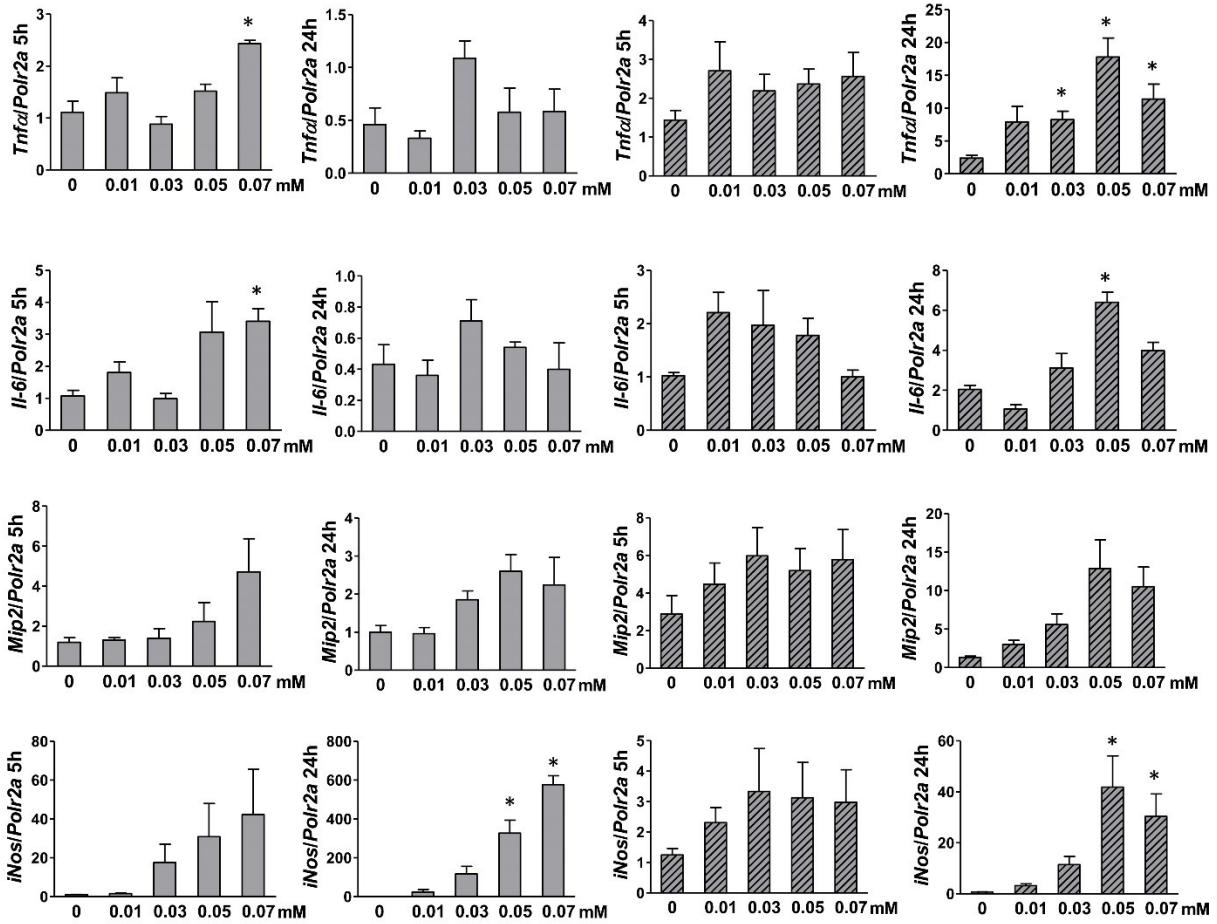 Tnfα/Polr2a 5h
3
2
1
0
*
0 0.01 0.03 0.05 0.07 mM
Tnfα/Polr2a 24h
1.5
1.0
0.5
0.0
0 0.01 0.03 0.05 0.07 mM
Tnfα/Polr2a 5h
4
3
2
1
0
0 0.01 0.03 0.05 0.07 mM
Tnfα/Polr2a 24h
25
20
15
10
5
0
* * *
0 0.01 0.03 0.05 0.07 mM
Il-6/Polr2a 5h
5
4
3
2
1
0
*
0 0.01 0.03 0.05 0.07 mM
Il-6/Polr2a 24h
1.0
0.8
0.6
0.4
0.2
0.0
0 0.01 0.03 0.05 0.07 mM
Il-6/Polr2a 5h
3
2
1
0
0 0.01 0.03 0.05 0.07 mM
Il-6/Polr2a 24h
8
6
4
2
0
*
0 0.01 0.03 0.05 0.07 mM
Mip2/Polr2a 5h
8
6
4
2
0
0 0.01 0.03 0.05 0.07 mM
Mip2/Polr2a 24h
4
3
2
1
0
0 0.01 0.03 0.05 0.07 mM
Mip2/Polr2a 5h
8
6
4
2
0
0 0.01 0.03 0.05 0.07 mM
Mip2/Polr2a 24h
20
15
10
5
0
0 0.01 0.03 0.05 0.07 mM
iNos/Polr2a 5h
80
60
40
20
0
0 0.01 0.03 0.05 0.07 mM
iNos/Polr2a 24h
800
600
400
200
0
* *
0 0.01 0.03 0.05 0.07 mM
iNos/Polr2a 5h
5
4
3
2
1
0
0 0.01 0.03 0.05 0.07 mM
iNos/Polr2a 24h
60
40
20
0
* *
0 0.01 0.03 0.05 0.07 mM